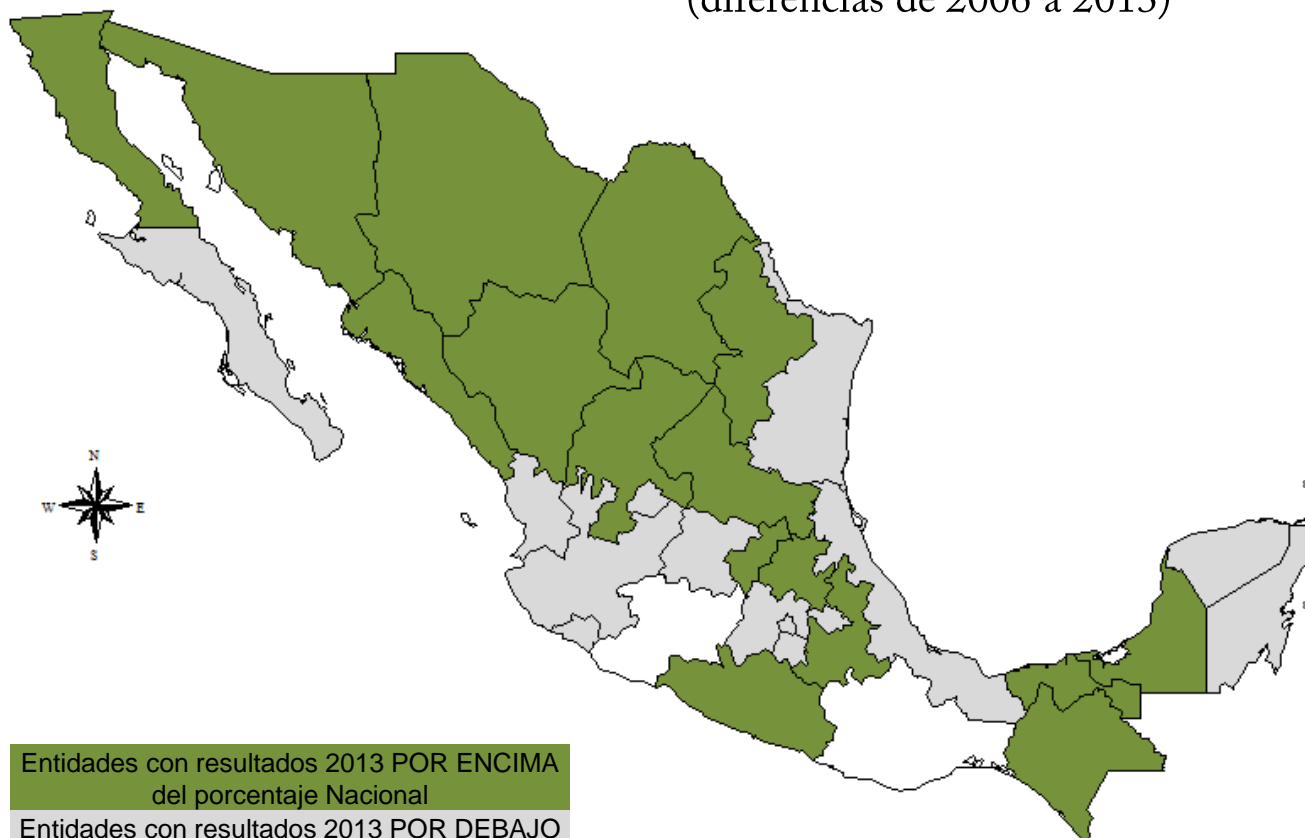 (diferencias de 2006 a 2013)
N
W
E
S
Entidades con resultados 2013 POR ENCIMA
del porcentaje Nacional
Entidades con resultados 2013 POR DEBAJO